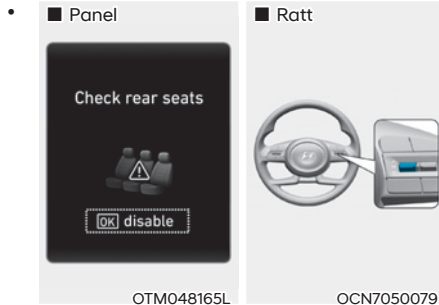 • ■ Panel
■ Ratt
Check rear seats
OK disable
OTM048165L
OCN7050079